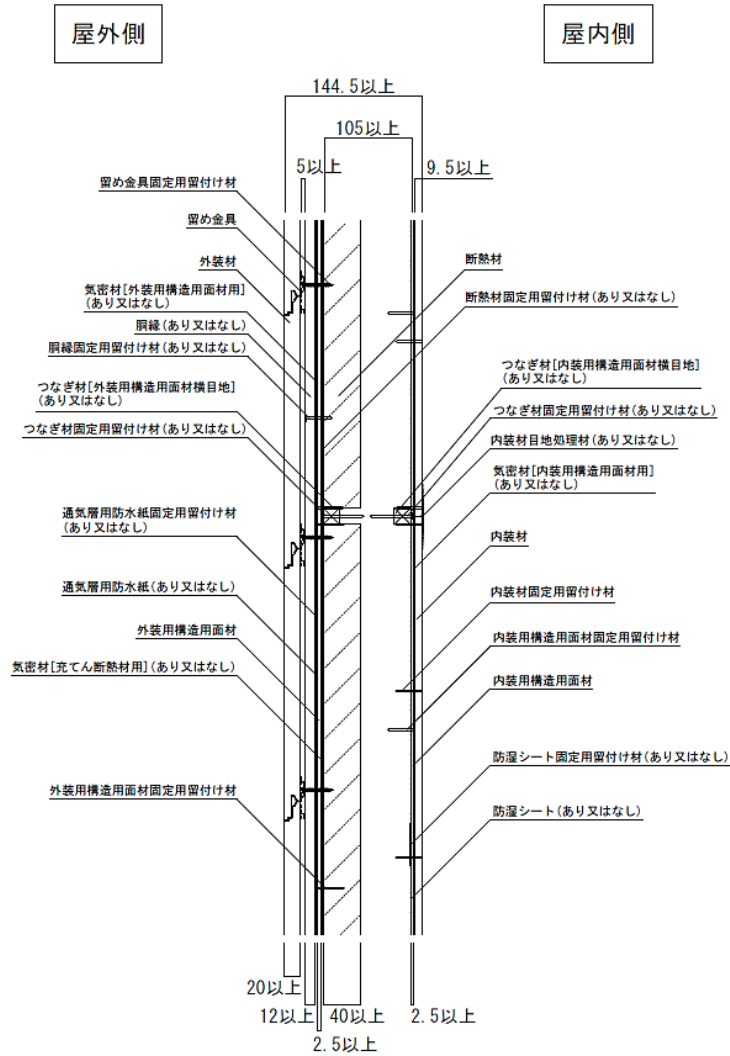 屋外側
屋内側
144.5以上
105以上
5以上
9.5以上
留め金具固定用留付け材
留め金具
外装材
気密材[外装用構造用面材用]
(あり又はなし)
胴縁(あり又はなし)
胴縁固定用留付け材(あり又はなし)
つなぎ材[外装用構造用面材横目地]
(あり又はなし)
つなぎ材固定用留付け材(あり又はなし)
通気層用防水紙固定用留付け材
(あり又はなし)
通気層用防水紙(あり又はなし)
外装用構造用面材
気密材[充てん断熱材用](あり又はなし)
外装用構造用面材固定用留付け材
断熱材
断熱材固定用留付け材(あり又はなし)
つなぎ材[内装用構造用面材横目地]
(あり又はなし)
つなぎ材固定用留付け材(あり又はなし)
内装材目地処理材(あり又はなし)
気密材[内装用構造用面材用]
(あり又はなし)
内装材
内装材固定用留付け材
内装用構造用面材固定用留付け材
内装用構造用面材
防湿シート固定用留付け材(あり又はなし)
防湿シート(あり又はなし)
20以上
12以上
40以上
2.5以上
2.5以上